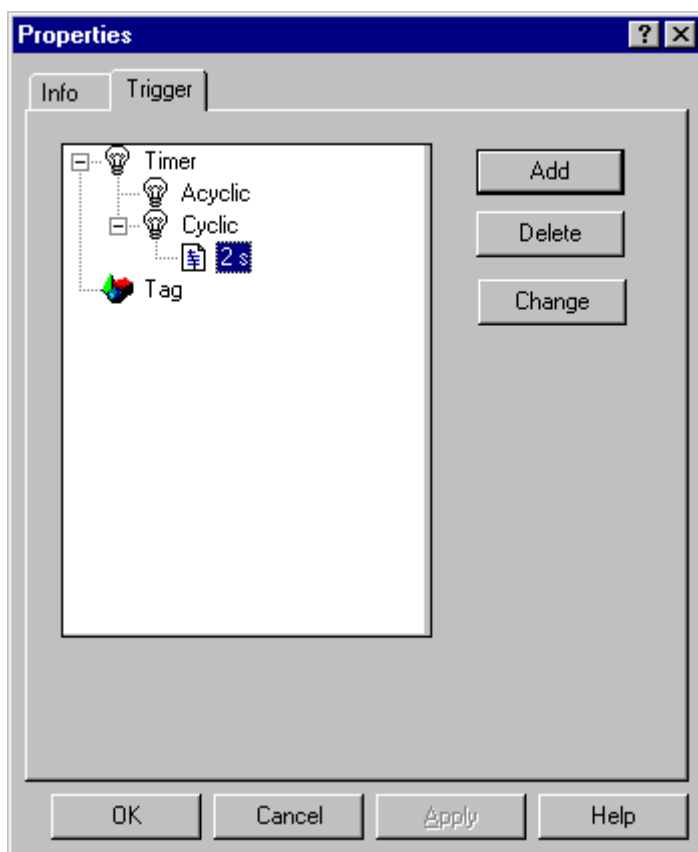 Properties
Info Trigger
Timer
Add
Acyclic
Cyclic
Delete
2 s
Tag
Change
OK Cancel Apply Help